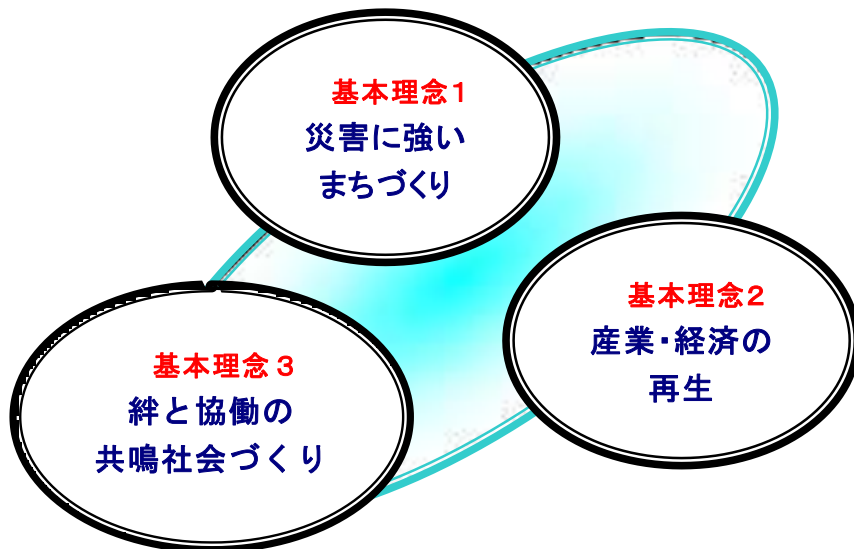 基本理念1
災害に強い
まちづくり
基本理念2
産業・経済の
再生
基本理念3
絆と協働の
共鳴社会づくり